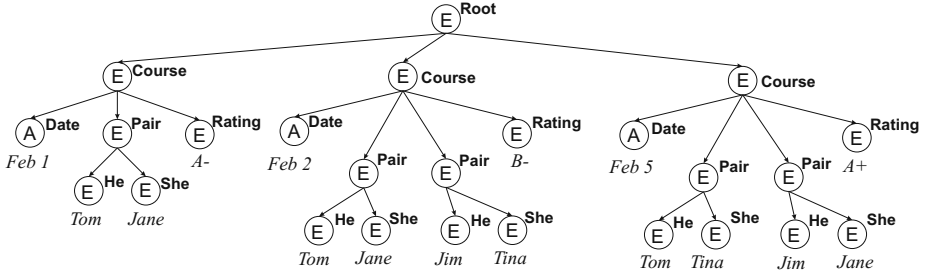 E Root
E Course E Course E Course
A Date E Pair E Rating A Date E Rating A Date E Rating
Feb 1 A- Feb 2 B- Feb 5 A+
E Pair E Pair E Pair E Pair
E He E She
Tom Jane
E He E She E He E She E He E She E He E She
Tom Jane Jim Tina Tom Tina Jim Jane